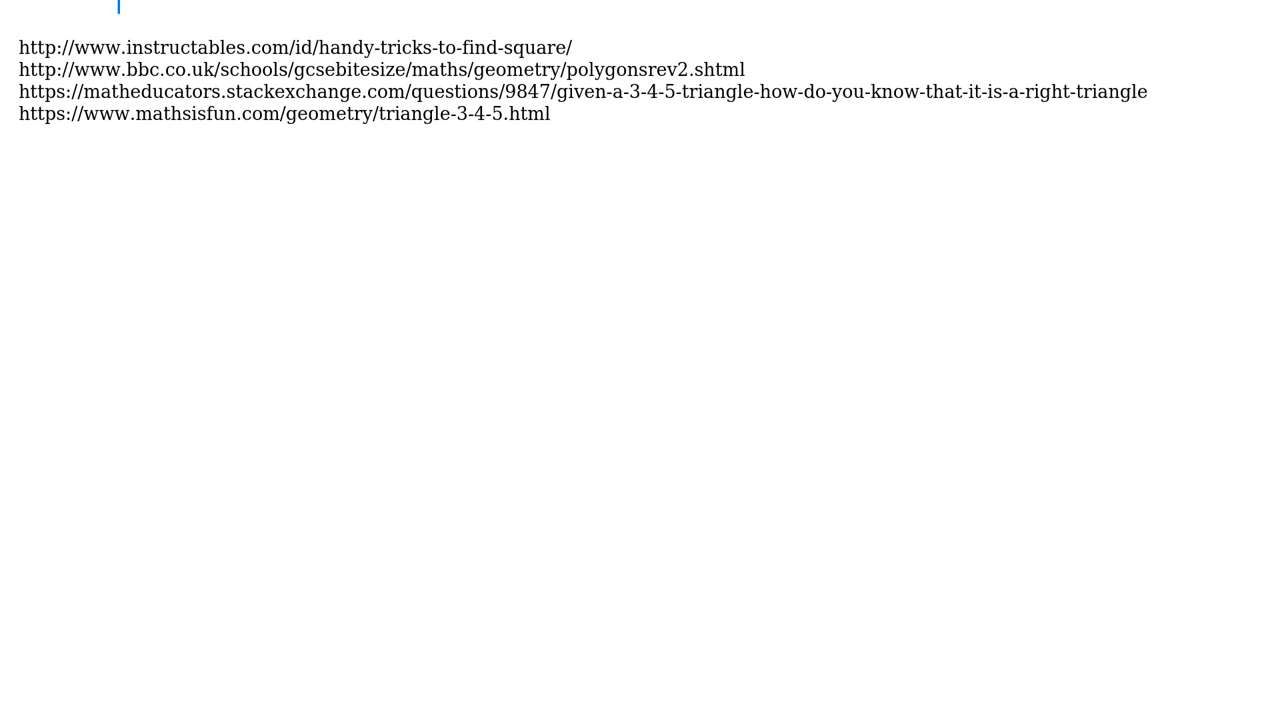 http://www.instructables.com/id/handy-tricks-to-find-square/
http://www.bbc.co.uk/schools/gcsebitesize/maths/geometry/polygonsrev2.shtml
https://matheducators.stackexchange.com/questions/9847/given-a-3-4-5-triangle-how-do-you-know-that-it-is-a-right-triangle
https://www.mathsisfun.com/geometry/triangle-3-4-5.html